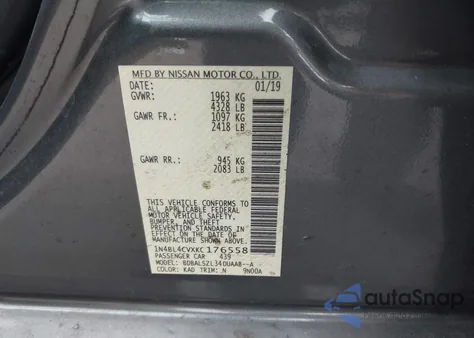 MFD BY NISSAN MOTOR CO., LTD.
DATE: 01/19
GVWR: 1963 KG
4328 LB
GAWR FR.: 1097 KG
2418 LB
GAWR RR.: 945 KG
2083 LB
THIS VEHICLE CONFORMS TO
ALL APPLICABLE FEDERAL
MOTOR VEHICLE SAFETY,
BUMPER, AND THEFT
PREVENTION STANDARDS
IN EFFECT ON THE DATE OF
MANUFACTURE SHOWN ABOVE.
1N4BL4CVXKC176558
PASSENGER CAR 439
MODEL: BDBALSZL34DUAAB--A
COLOR: KAD TRIM: N 9N00A
autoSnap